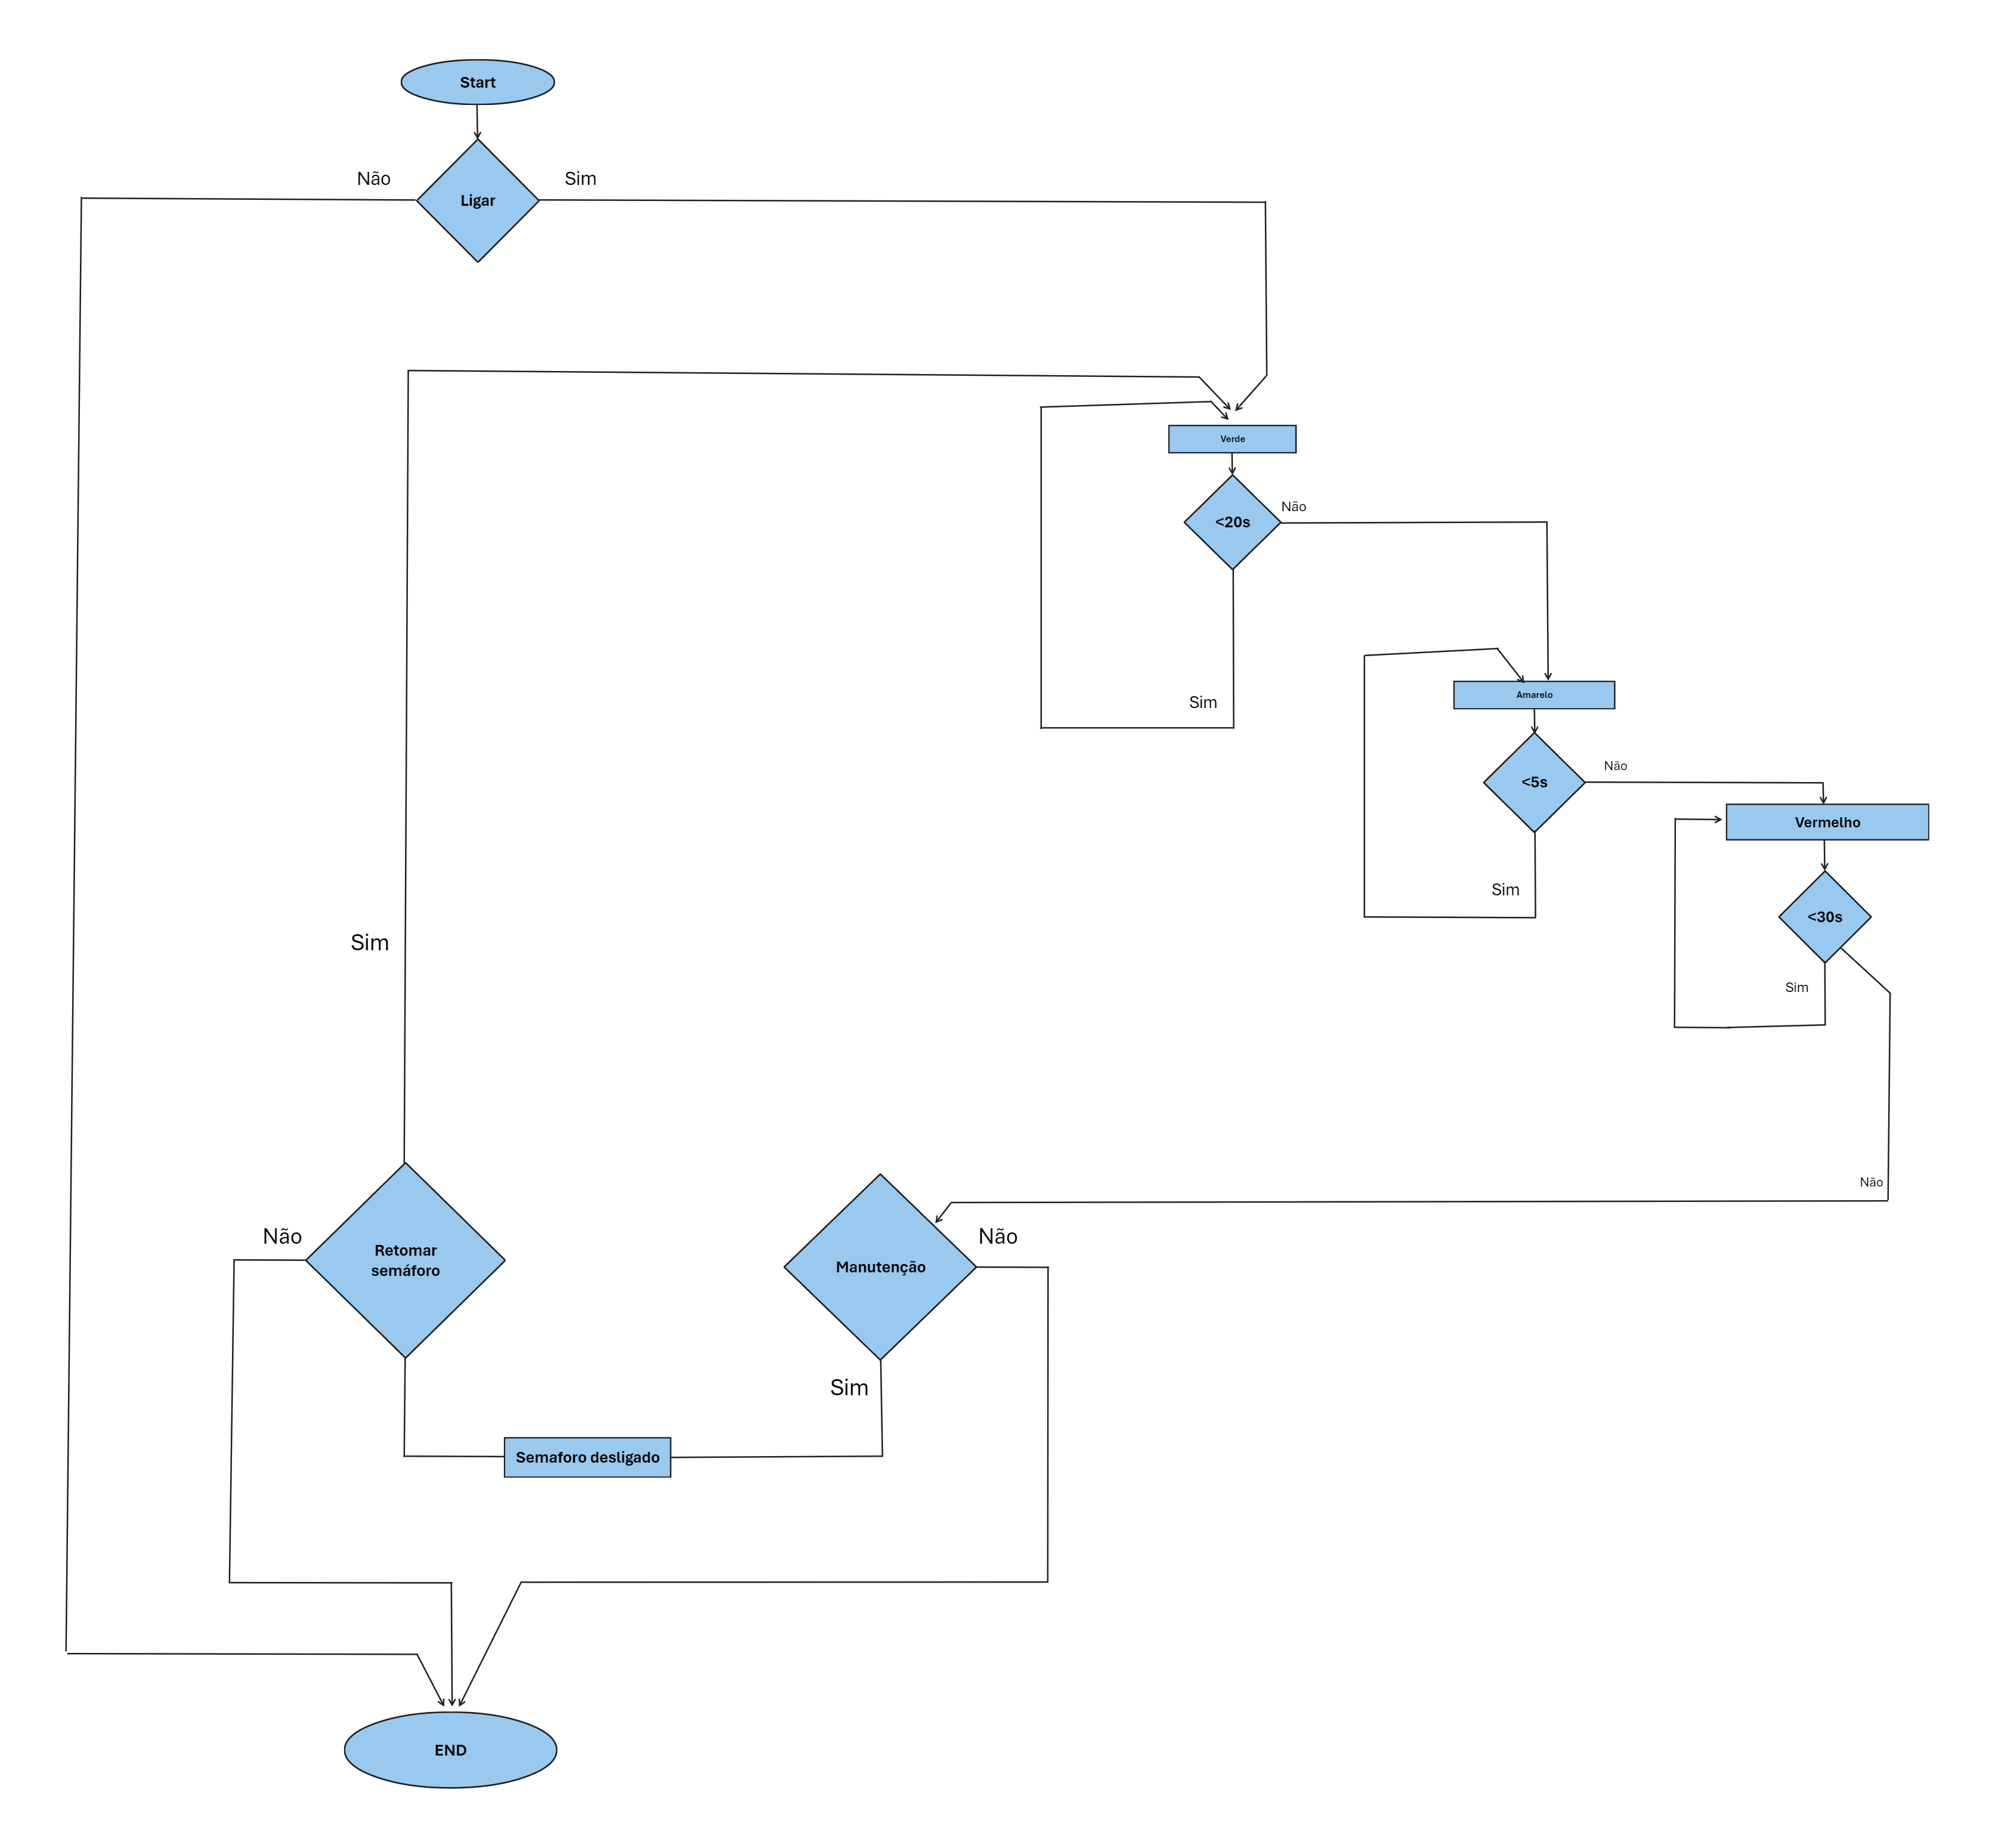 Start
Não
Sim
Ligar
Verde
<20s
Não
Sim
Amarelo
<5s
Não
Sim
Vermelho
<30s
Sim
Não
Sim
Retomar
semáforo
Não
Manutenção
Não
Sim
Semaforo desligado
END